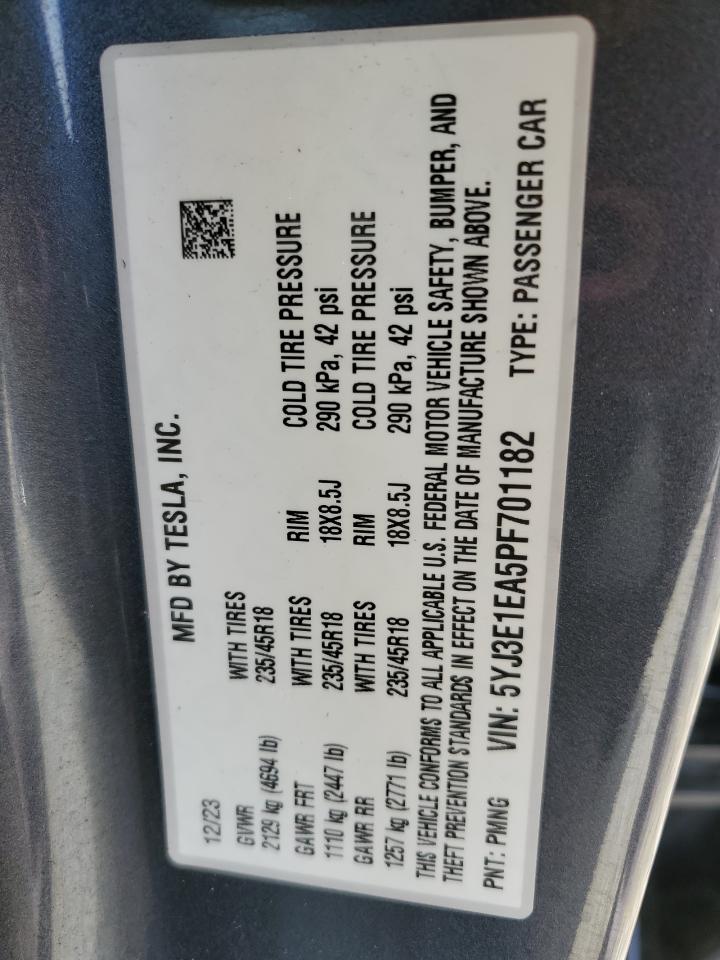 MFD BY TESLA, INC.
12/23
GVWR WITH TIRES
2129 kg (4694 lb) 235/45R18
GAWR FRT WITH TIRES RIM COLD TIRE PRESSURE
1110 kg (2447 lb) 235/45R18 18X8.5J 290 kPa, 42 psi
GAWR RR WITH TIRES RIM COLD TIRE PRESSURE
1257 kg (2771 lb) 235/45R18 18X8.5J 290 kPa, 42 psi
THIS VEHICLE CONFORMS TO ALL APPLICABLE U.S. FEDERAL MOTOR VEHICLE SAFETY, BUMPER, AND
THEFT PREVENTION STANDARDS IN EFFECT ON THE DATE OF MANUFACTURE SHOWN ABOVE.
PNT: PMNG VIN: 5YJ3E1EA5PF701182 TYPE: PASSENGER CAR